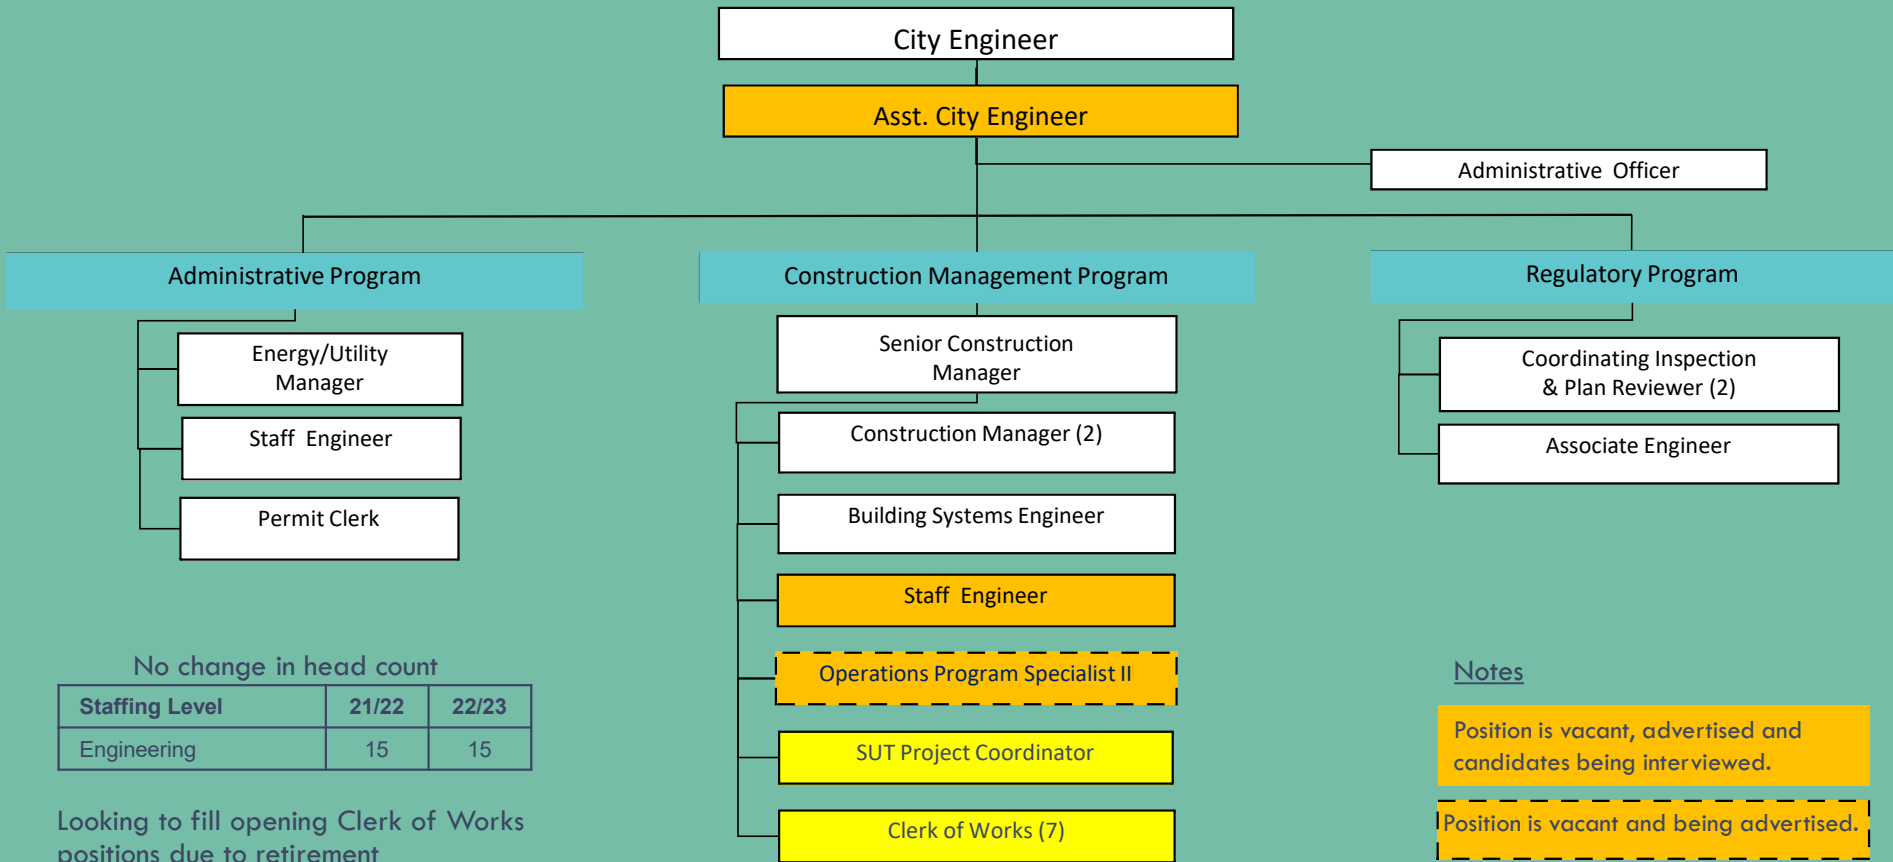 City Engineer
Asst. City Engineer
Administrative Officer
Administrative Program
Construction Management Program
Regulatory Program
Energy/Utility
Manager
Staff Engineer
Permit Clerk
Senior Construction
Manager
Construction Manager (2)
Building Systems Engineer
Staff Engineer
Operations Program Specialist II
SUT Project Coordinator
Clerk of Works (7)
Coordinating Inspection
& Plan Reviewer (2)
Associate Engineer
No change in head count
Staffing Level 21/22 22/23
Engineering 15 15
Looking to fill opening Clerk of Works
positions due to retirement
Notes
Position is vacant, advertised and
candidates being interviewed.
Position is vacant and being advertised.